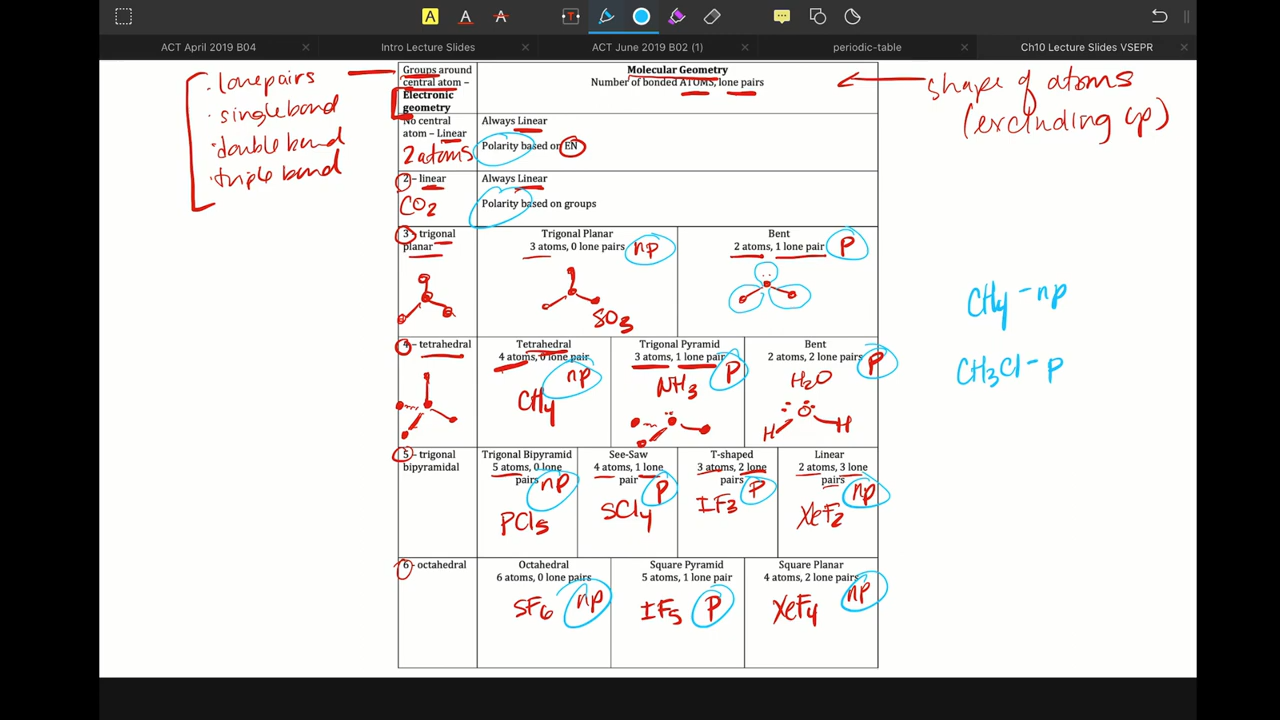 ACT April 2019 B04
Intro Lecture Slides
ACT June 2019 B02 (1)
periodic-table
Ch10 Lecture Slides VSEPR
· lone pairs
· single bond
· double bond
· triple bond
Groups around
central atom –
Electronic
geometry
Molecular Geometry
Number of bonded ATOMS, lone pairs
shape of atoms
(excluding lp)
No central
atom – Linear
2 atoms
Always Linear
Polarity based on EN
2 – linear
CO2
Always Linear
Polarity based on groups
3 – trigonal
planar
Trigonal Planar
3 atoms, 0 lone pairs
np
SO3
Bent
2 atoms, 1 lone pair
p
CH4 – np
CH3Cl – p
4 – tetrahedral
Tetrahedral
4 atoms, 0 lone pair
np
CH4
Trigonal Pyramid
3 atoms, 1 lone pair
p
NH3
Bent
2 atoms, 2 lone pairs
p
H2O
O
H H
5 – trigonal
bipyramidal
Trigonal Bipyramid
5 atoms, 0 lone
pairs
np
PCl5
See-Saw
4 atoms, 1 lone
pair
p
SCl4
T-shaped
3 atoms, 2 lone
pairs
p
IF3
Linear
2 atoms, 3 lone
pairs
np
XeF2
6 – octahedral
Octahedral
6 atoms, 0 lone pairs
np
SF6
Square Pyramid
5 atoms, 1 lone pair
p
IF5
Square Planar
4 atoms, 2 lone pairs
np
XeF4